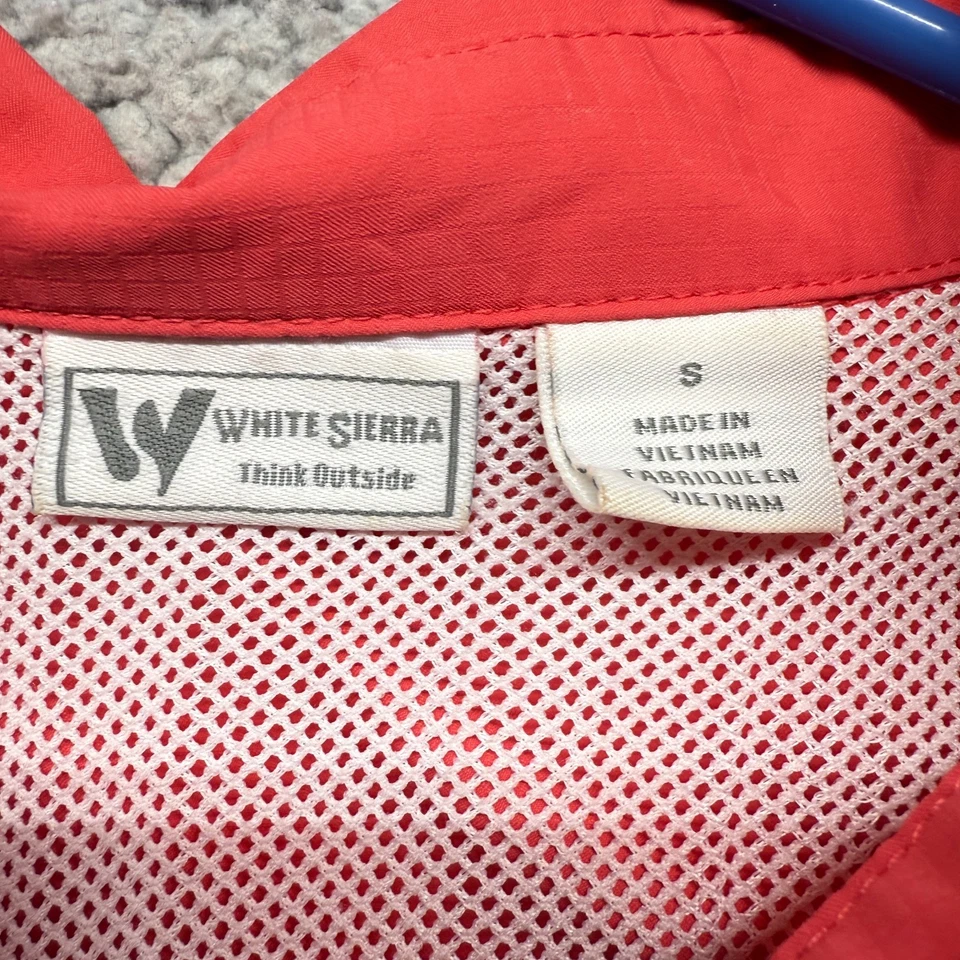 W WHITE SIERRA
Think Outside
S
MADE IN
VIETNAM
FABRIQUE EN
VIETNAM